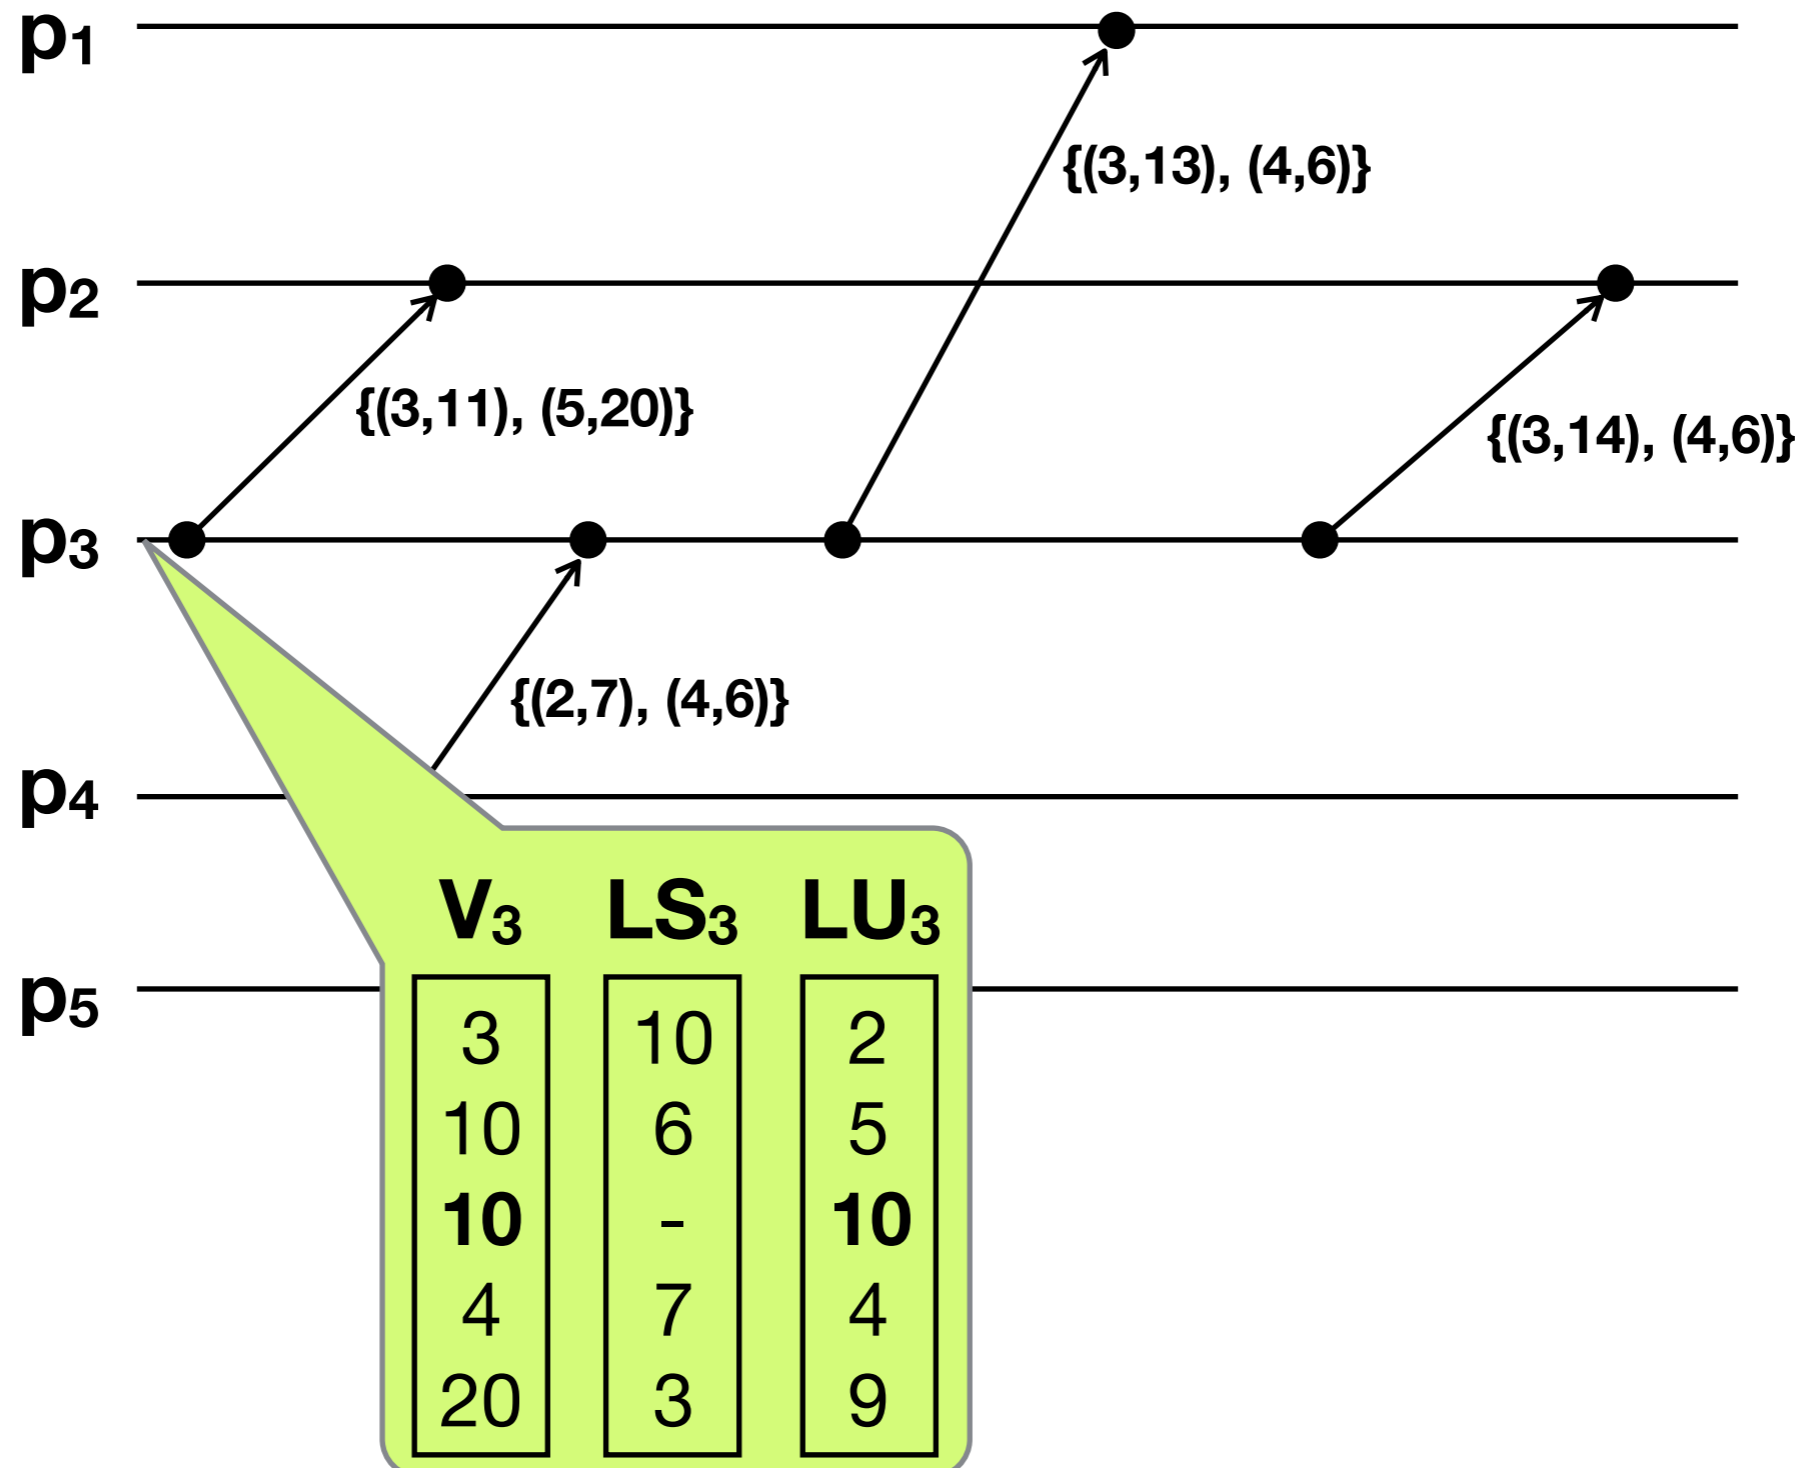 p₁
{(3,13), (4,6)}
p₂
{(3,11), (5,20)}
{(3,14), (4,6)}
p₃
{(2,7), (4,6)}
p₄
V₃ LS₃ LU₃
p₅
3 10 2
10 6 5
10 - 10
4 7 4
20 3 9